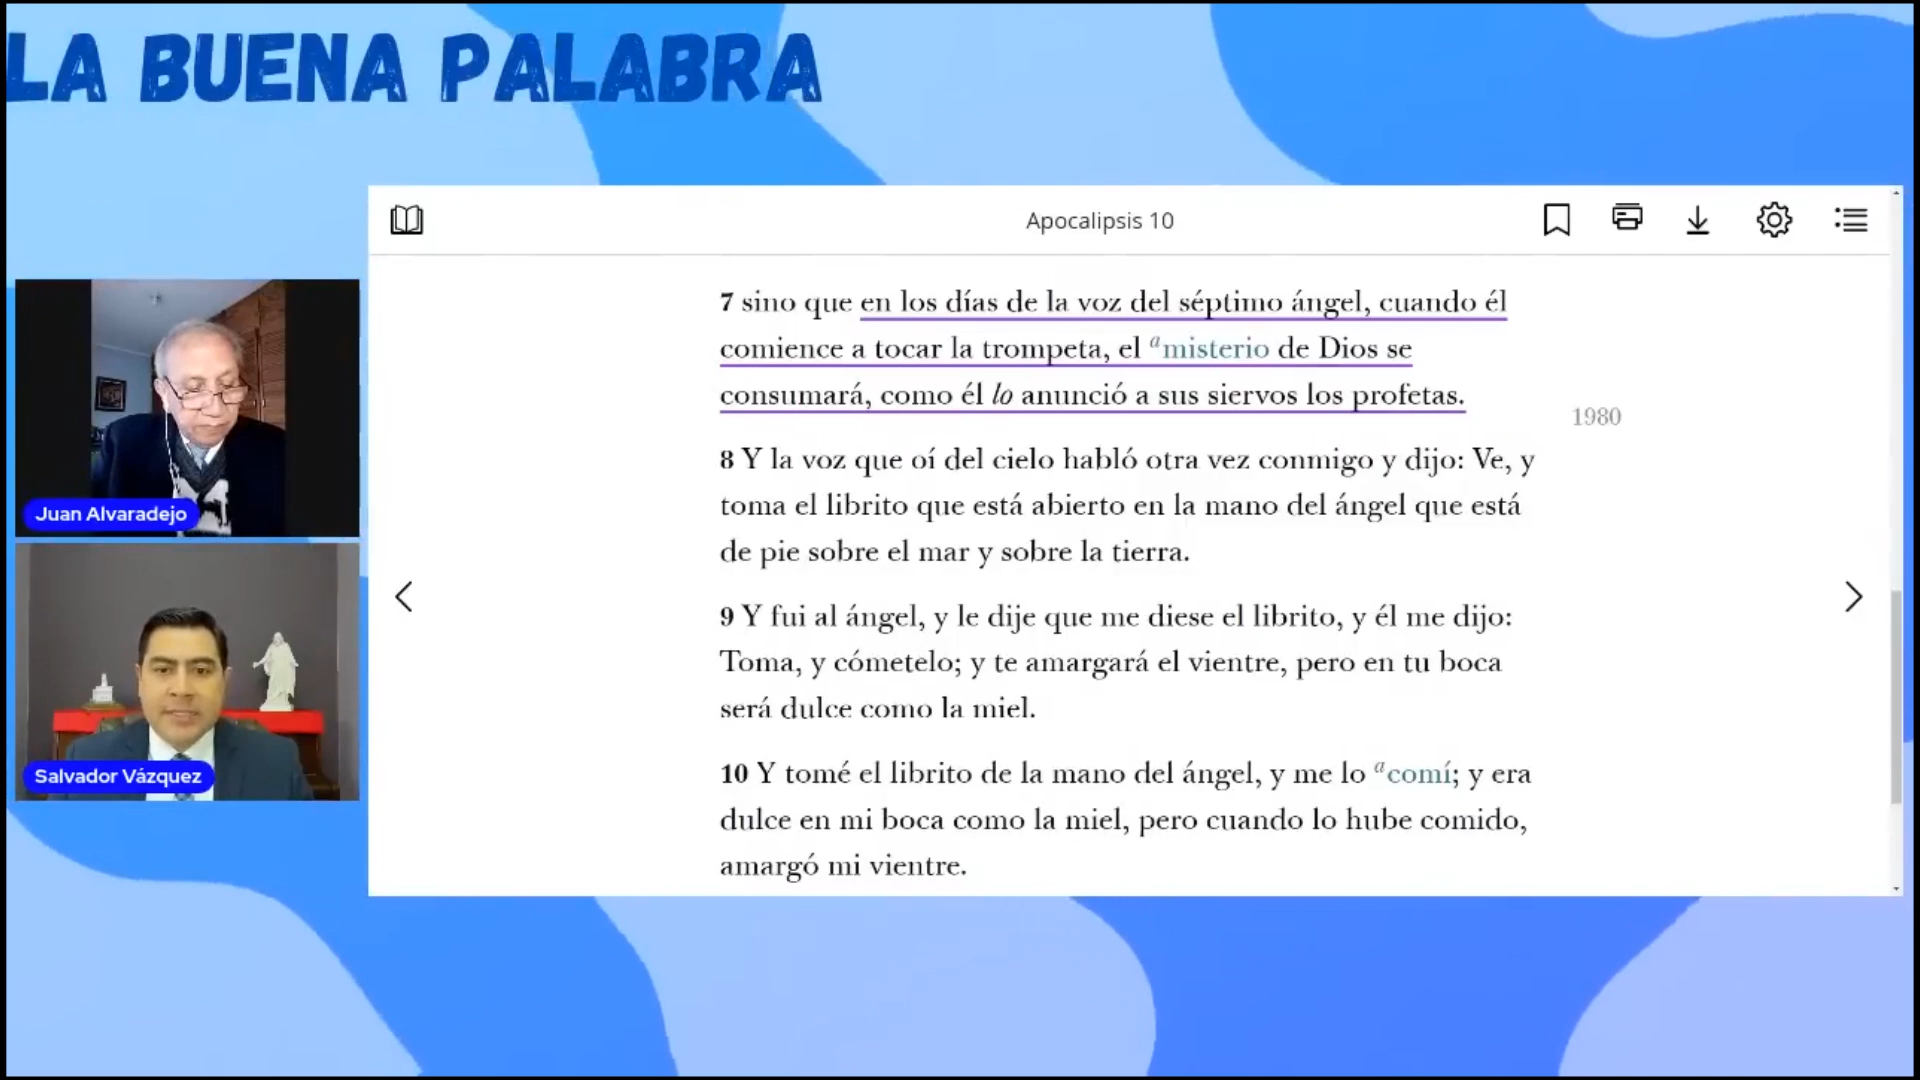 LA BUENA PALABRA
Apocalipsis 10
7 sino que en los días de la voz del séptimo ángel, cuando él
comience a tocar la trompeta, el a misterio de Dios se
consumará, como él lo anunció a sus siervos los profetas.
1980
8 Y la voz que oí del cielo habló otra vez conmigo y dijo: Ve, y
toma el librito que está abierto en la mano del ángel que está
de pie sobre el mar y sobre la tierra.
9 Y fui al ángel, y le dije que me diese el librito, y él me dijo:
Toma, y cómetelo; y te amargará el vientre, pero en tu boca
será dulce como la miel.
10 Y tomé el librito de la mano del ángel, y me lo a comí; y era
dulce en mi boca como la miel, pero cuando lo hube comido,
amargó mi vientre.
Juan Alvaradejo
Salvador Vázquez